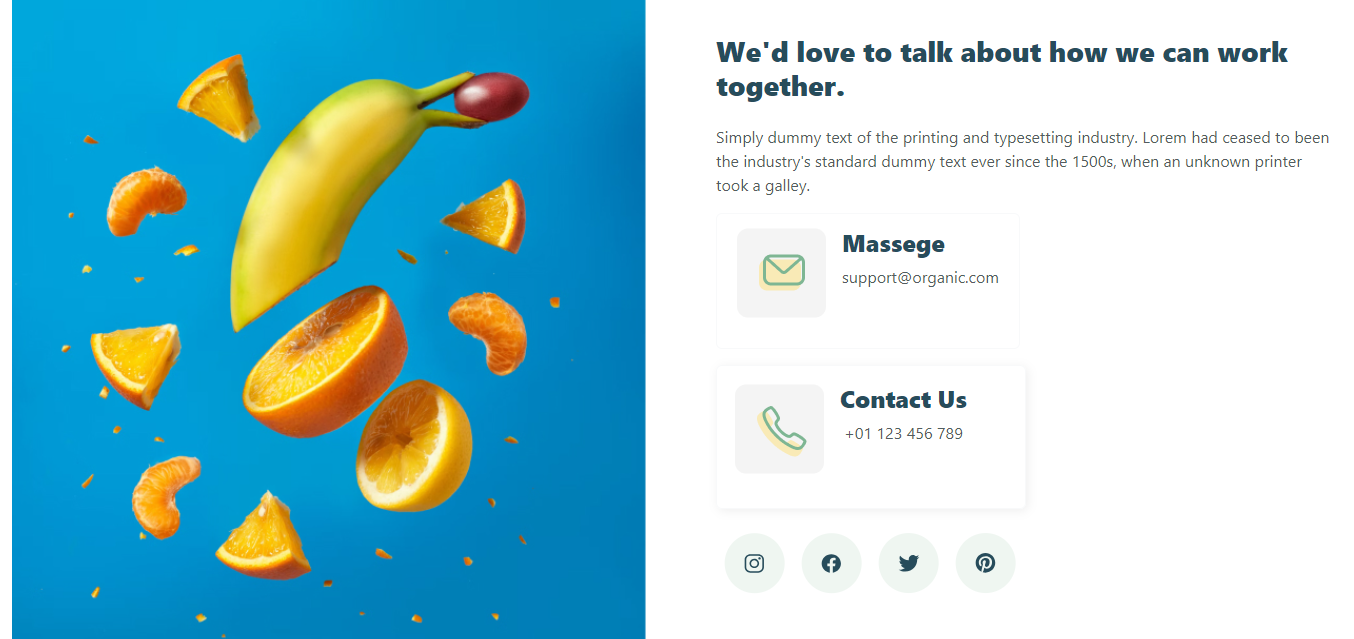 We'd love to talk about how we can work
together.
Simply dummy text of the printing and typesetting industry. Lorem had ceased to been
the industry's standard dummy text ever since the 1500s, when an unknown printer
took a galley.
Massege
support@organic.com
Contact Us
+01 123 456 789